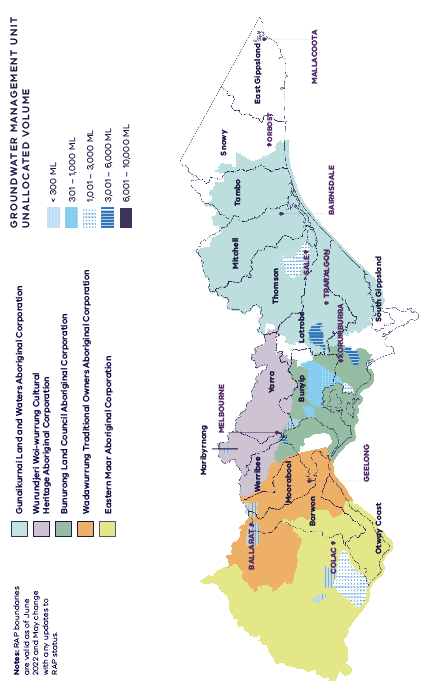 GROUNDWATER MANAGEMENT UNIT
UNALLOCATED VOLUME
< 300 ML
301 – 1,000 ML
1,001 – 3,000 ML
3,001 – 6,000 ML
6,001 – 10,000 ML
Gunaikurnai Land and Waters Aboriginal Corporation
Wurundjeri Woi-wurrung Cultural
Heritage Aboriginal Corporation
Bunurong Land Council Aboriginal Corporation
Wadawurrung Traditional Owners Aboriginal Corporation
Eastern Maar Aboriginal Corporation
Notes: RAP boundaries
are valid as of June
2022 and May change
with any updates to
RAP status.
East Gippsland
MALLACOOTA
Snowy
ORBOST
Tambo
BAIRNSDALE
Mitchell
Thomson
SALE
TRARALGON
South Gippsland
Latrobe
KORUMBURRA
Yarra
Bunyip
MELBOURNE
Maribyrnong
Werribee
Moorabool
GEELONG
Barwon
BALLARAT
COLAC
Otway Coast